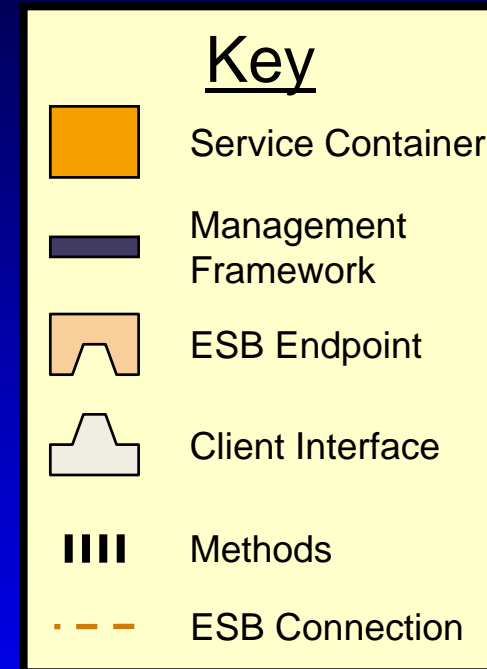 Key
Service Container
Management
Framework
ESB Endpoint
Client Interface
Methods
ESB Connection